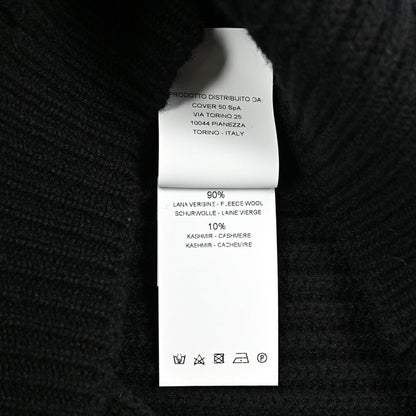 PRODOTTO DISTRIBUITO DA:
COVER 50 SpA
VIA TORINO 25
10044 PIANEZZA
TORINO - ITALY
90%
LANA VERGINE - FLEECE WOOL
SCHURWOLLE - LAINE VIERGE
10%
KASHMIR - CASHMERE
KASHMIR - CACHEMIRE
P